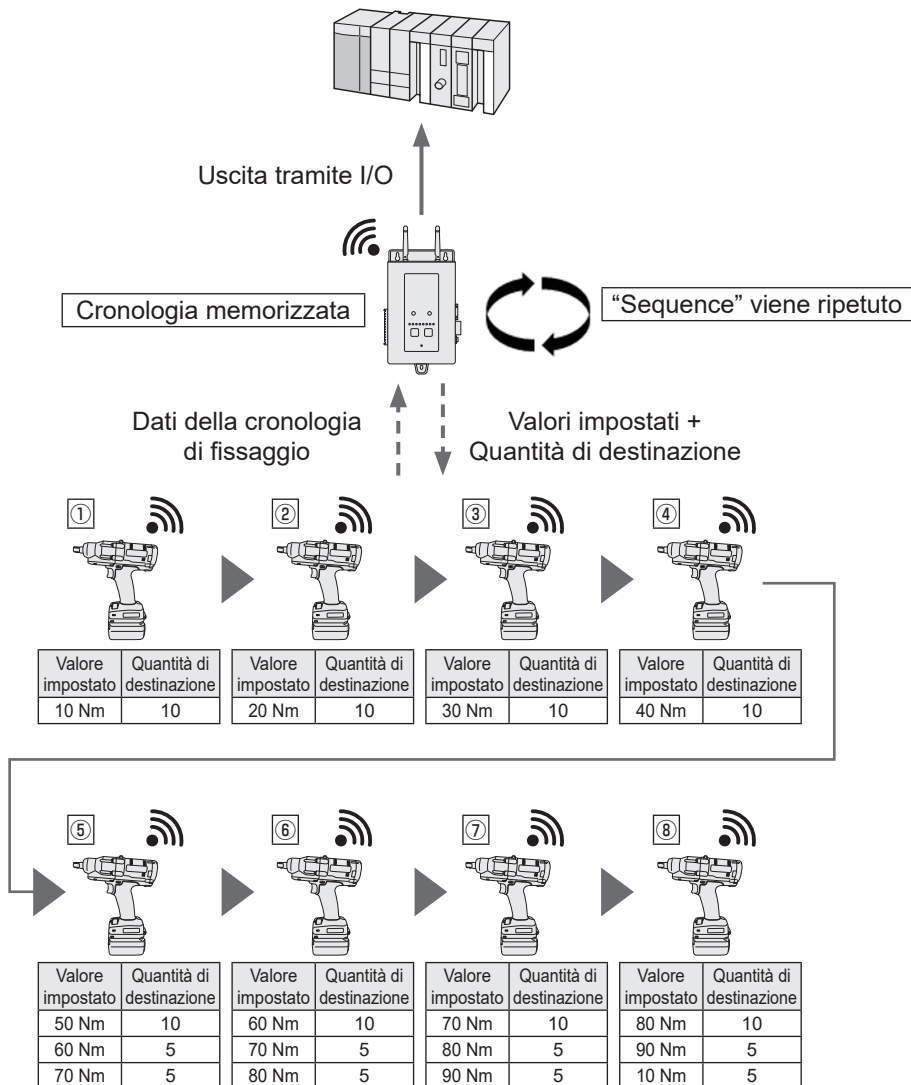 Uscita tramite I/O
Cronologia memorizzata
“Sequence” viene ripetuto
Dati della cronologia
di fissaggio
Valori impostati +
Quantità di destinazione
① ② ③ ④
Valore impostato Quantità di destinazione Valore impostato Quantità di destinazione Valore impostato Quantità di destinazione Valore impostato Quantità di destinazione
10 Nm 10 20 Nm 10 30 Nm 10 40 Nm 10
⑤ ⑥ ⑦ ⑧
Valore impostato Quantità di destinazione Valore impostato Quantità di destinazione Valore impostato Quantità di destinazione Valore impostato Quantità di destinazione
50 Nm 10 60 Nm 10 70 Nm 10 80 Nm 10
60 Nm 5 70 Nm 5 80 Nm 5 90 Nm 5
70 Nm 5 80 Nm 5 90 Nm 5 10 Nm 5